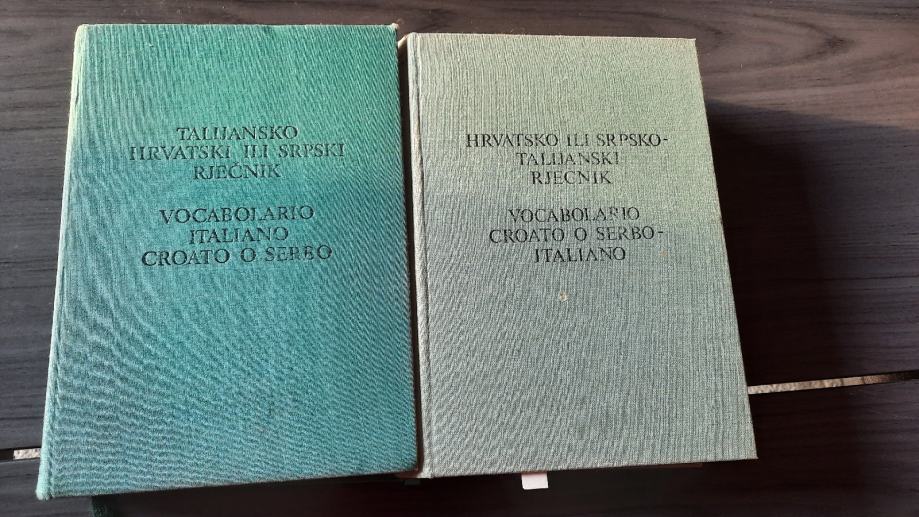 TALIJANSKO
HRVATSKI ILI SRPSKI
RJEČNIK
VOCABOLARIO
ITALIANO
CROATO O SERBO
HRVATSKO ILI SRPSKO-
TALIJANSKI
RJEČNIK
VOCABOLARIO
CROATO O SERBO-
ITALIANO